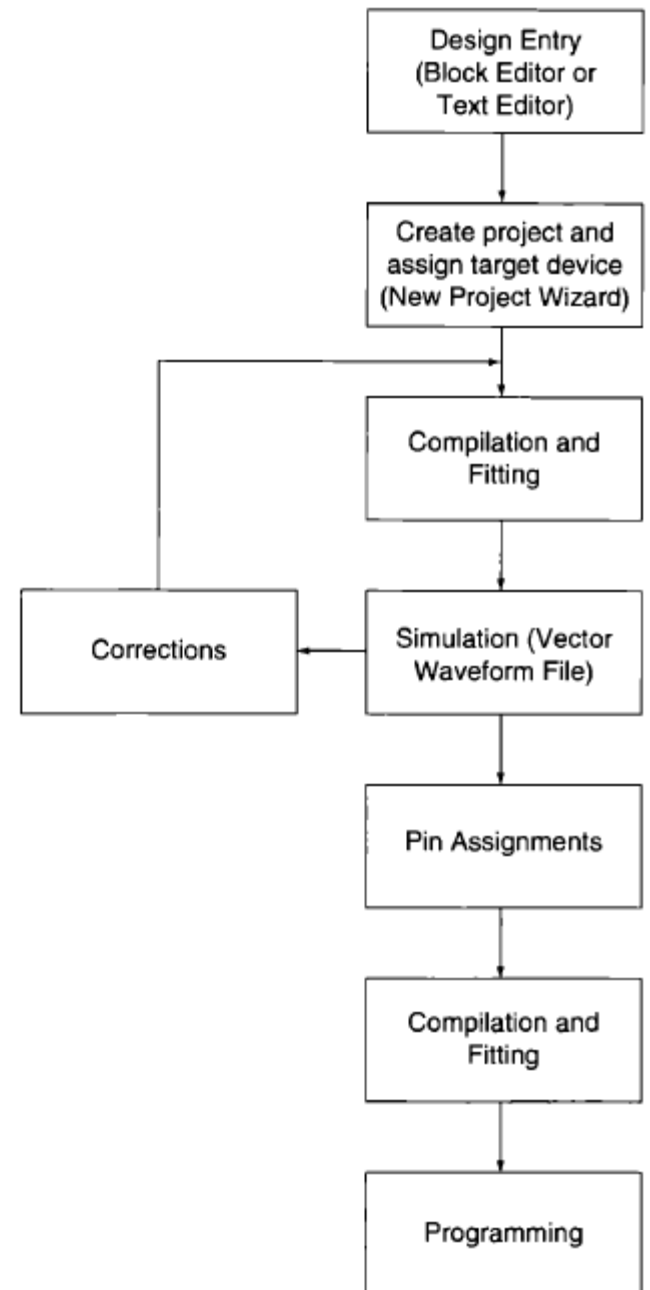 Design Entry
(Block Editor or
Text Editor)
Create project and
assign target device
(New Project Wizard)
Compilation and
Fitting
Corrections
Simulation (Vector
Waveform File)
Pin Assignments
Compilation and
Fitting
Programming